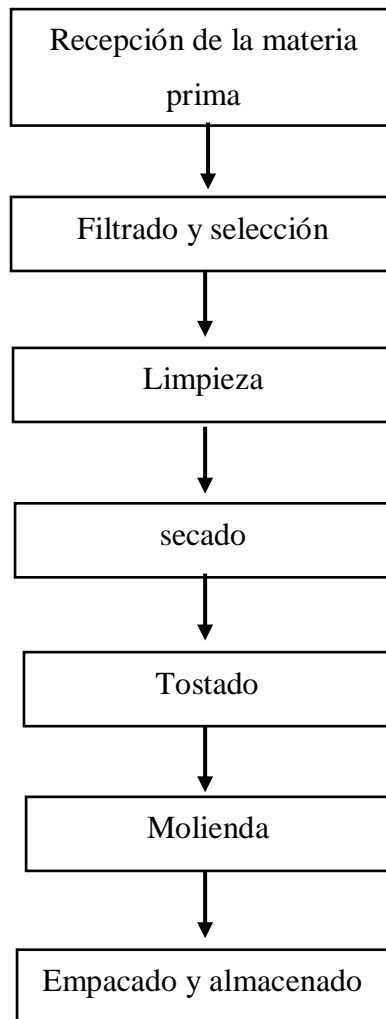 Recepción de la materia
prima
Filtrado y selección
Limpieza
secado
Tostado
Molienda
Empacado y almacenado